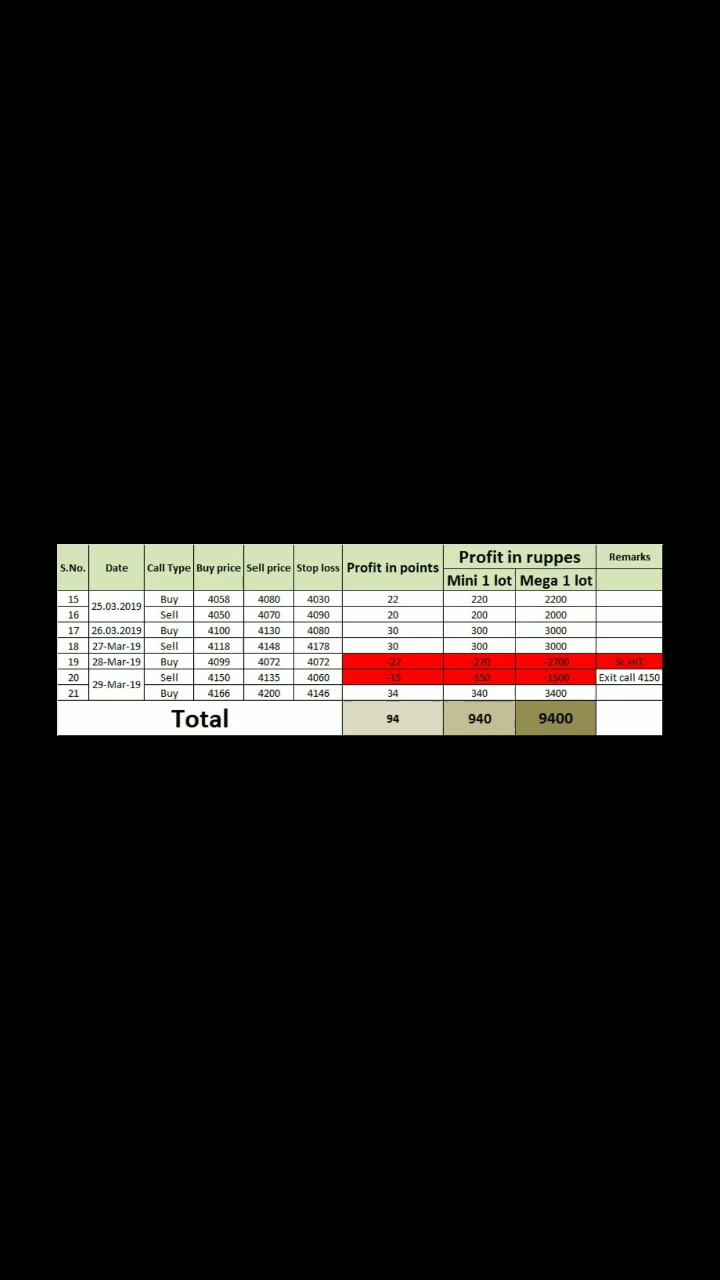 S.No. Date Call Type Buy price Sell price Stop loss Profit in points Profit in ruppes Remarks
Mini 1 lot Mega 1 lot
15 25.03.2019 Buy 4058 4080 4030 22 220 2200
16 Sell 4050 4070 4090 20 200 2000
17 26.03.2019 Buy 4100 4130 4080 30 300 3000
18 27-Mar-19 Sell 4118 4148 4178 30 300 3000
19 28-Mar-19 Buy 4099 4072 4072 -27 -270 -2700 SL HIT
20 29-Mar-19 Sell 4150 4135 4060 -15 -150 -1500 Exit call 4150
21 Buy 4166 4200 4146 34 340 3400
Total 94 940 9400